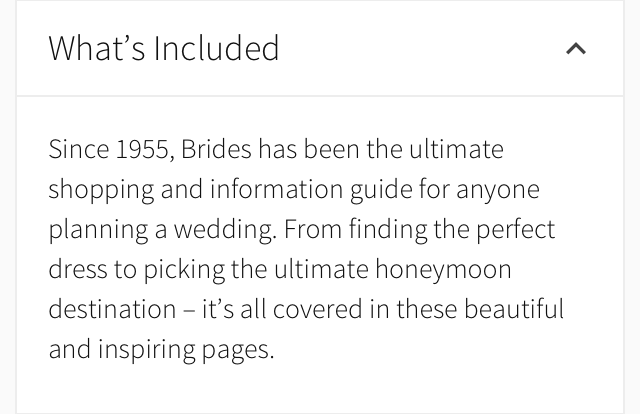 What’s Included
Since 1955, Brides has been the ultimate
shopping and information guide for anyone
planning a wedding. From finding the perfect
dress to picking the ultimate honeymoon
destination – it’s all covered in these beautiful
and inspiring pages.